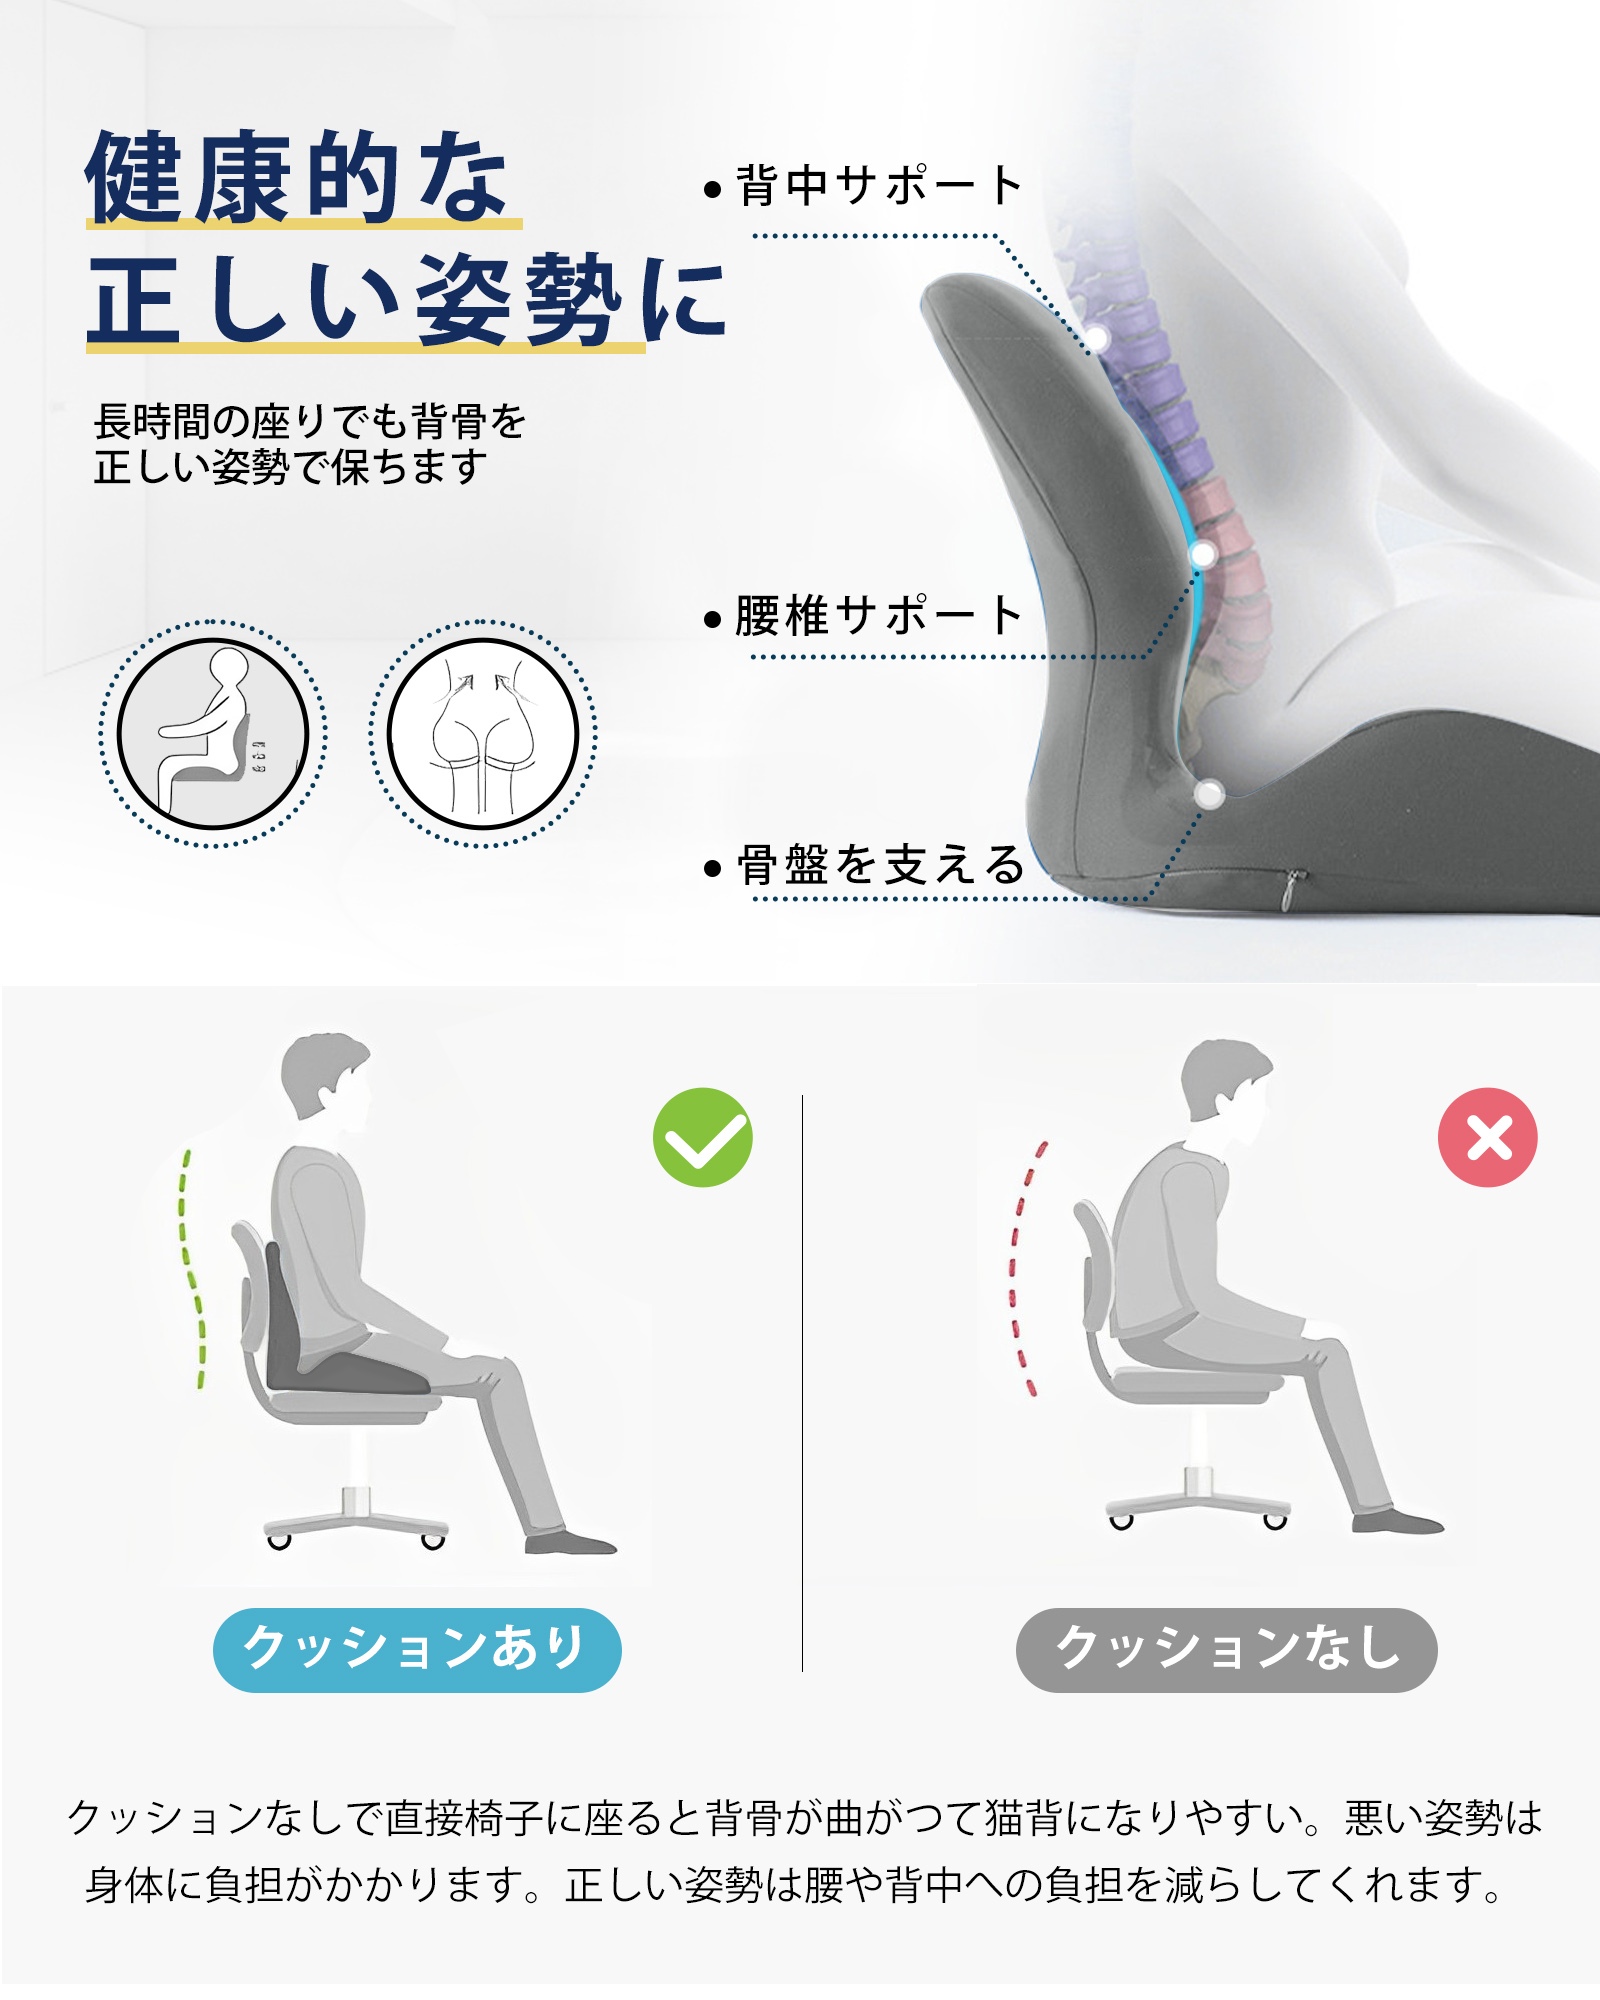 健康的な
正しい姿勢に
長時間の座りでも背骨を
正しい姿勢で保ちます
●背中サポート
●腰椎サポート
●骨盤を支える
クッションあり
クッションなし
クッションなしで直接椅子に座ると背骨が曲がつて猫背になりやすい。悪い姿勢は
身体に負担がかかります。正しい姿勢は腰や背中への負担を減らしてくれます。